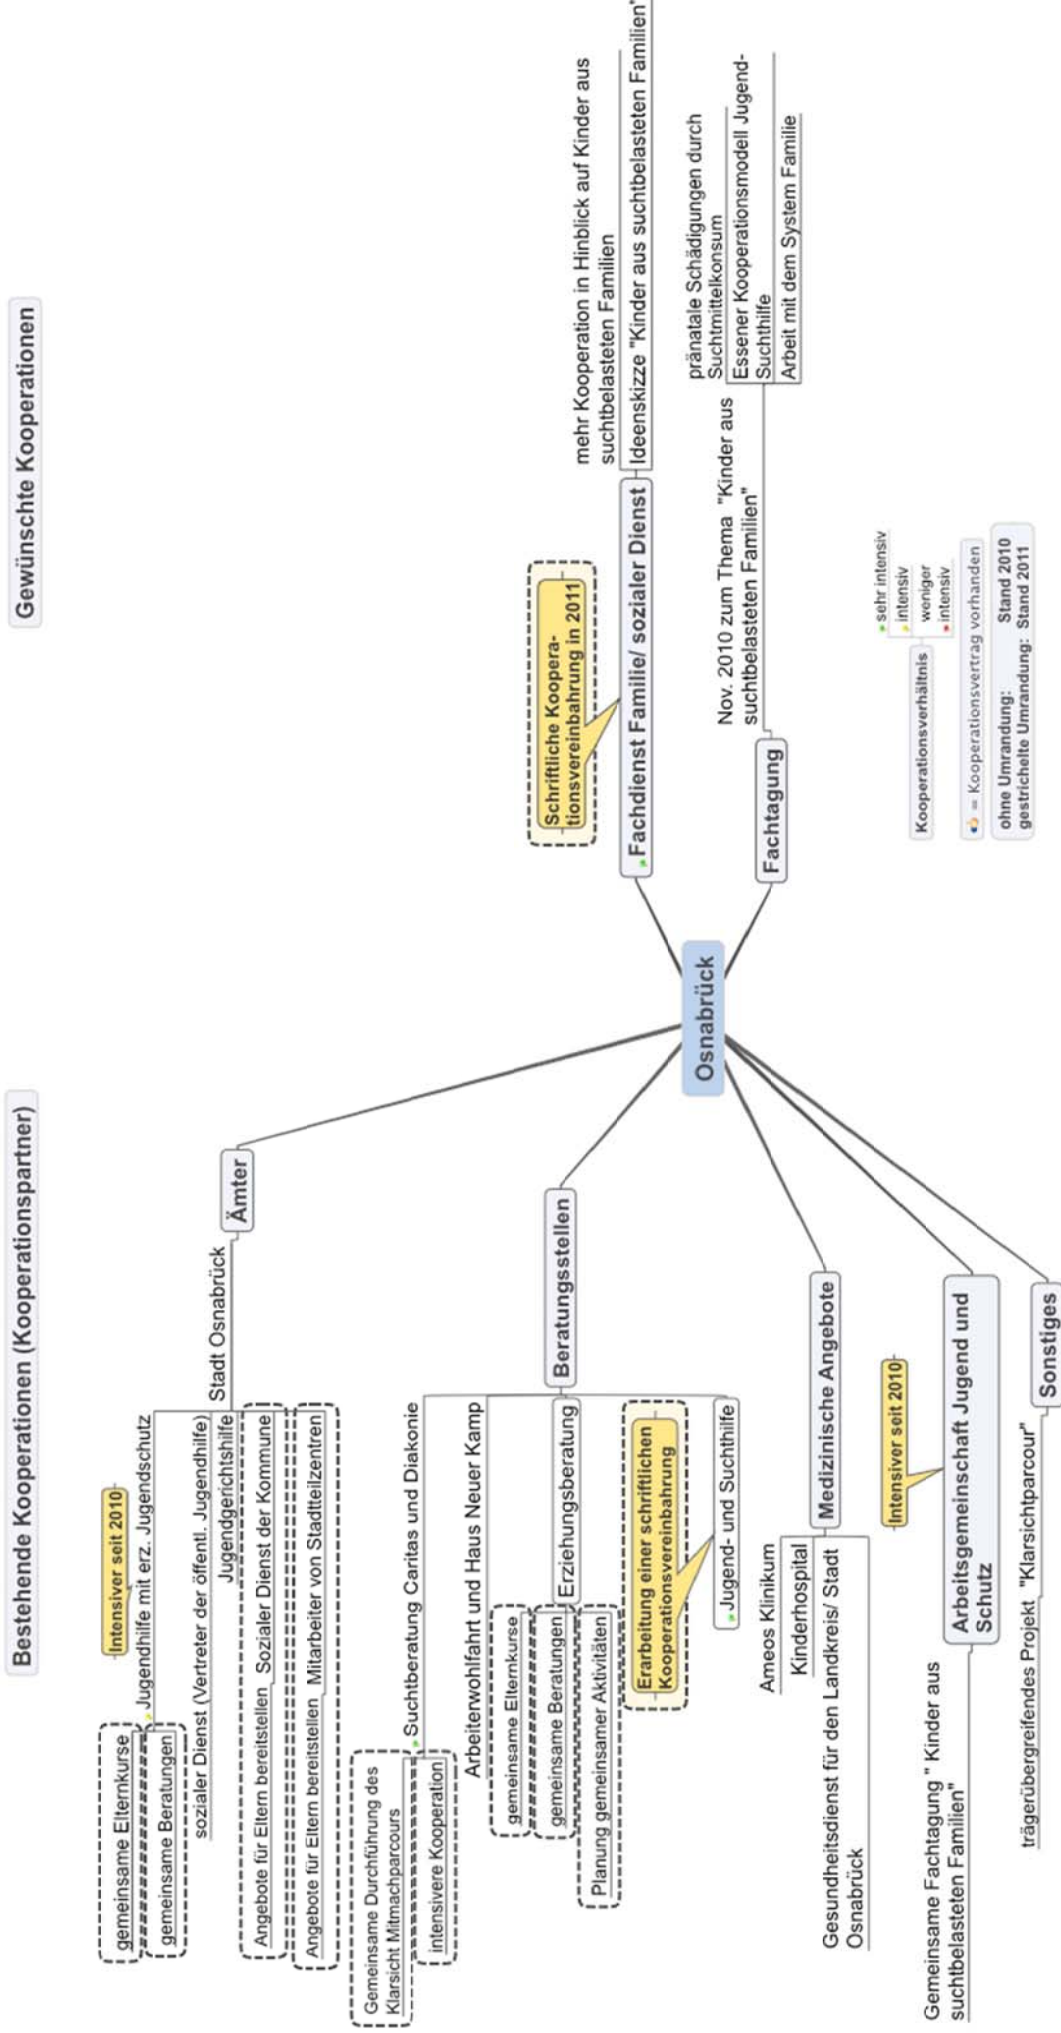 Bestehende Kooperationen (Kooperationspartner)
Gewünschte Kooperationen
Intensiver seit 2010
gemeinsame Elternkurse
Jugendhilfe mit erz. Jugendschutz
gemeinsame Beratungen
sozialer Dienst (Vertreter der öffentl. Jugendhilfe)
Stadt Osnabrück
Ämter
Jugendgerichtshilfe
Angebote für Eltern bereitstellen
Sozialer Dienst der Kommune
Angebote für Eltern bereitstellen
Mitarbeiter von Stadtteilzentren
Gemeinsame Durchführung des
Klarsicht Mitmachparcours
Suchtberatung Caritas und Diakonie
intensivere Kooperation
Arbeiterwohlfahrt und Haus Neuer Kamp
gemeinsame Elternkurse
gemeinsame Beratungen
Erziehungsberatung
Beratungsstellen
Planung gemeinsamer Aktivitäten
Erarbeitung einer schriftlichen
Kooperationsvereinbahrung
Jugend- und Suchthilfe
Ameos Klinikum
Kinderhospital
Medizinische Angebote
Gesundheitsdienst für den Landkreis/ Stadt
Osnabrück
Intensiver seit 2010
Gemeinsame Fachtagung " Kinder aus
suchtbelasteten Familien"
Arbeitsgemeinschaft Jugend und
Schutz
trägerübergreifendes Projekt "Klarsichtparcour"
Sonstiges
Osnabrück
Schriftliche Koopera-
tionsvereinbahrung in 2011
Fachdienst Familie/ sozialer Dienst
mehr Kooperation in Hinblick auf Kinder aus
suchtbelasteten Familien
Ideenskizze "Kinder aus suchtbelasteten Familien"
Fachtagung
Nov. 2010 zum Thema "Kinder aus
suchtbelasteten Familien"
pränatale Schädigungen durch
Suchtmittelkonsum
Essener Kooperationsmodell Jugend-
Suchthilfe
Arbeit mit dem System Familie
Kooperationsverhältnis
sehr intensiv
intensiv
weniger
intensiv
= Kooperationsvertrag vorhanden
ohne Umrandung: Stand 2010
gestrichelte Umrandung: Stand 2011